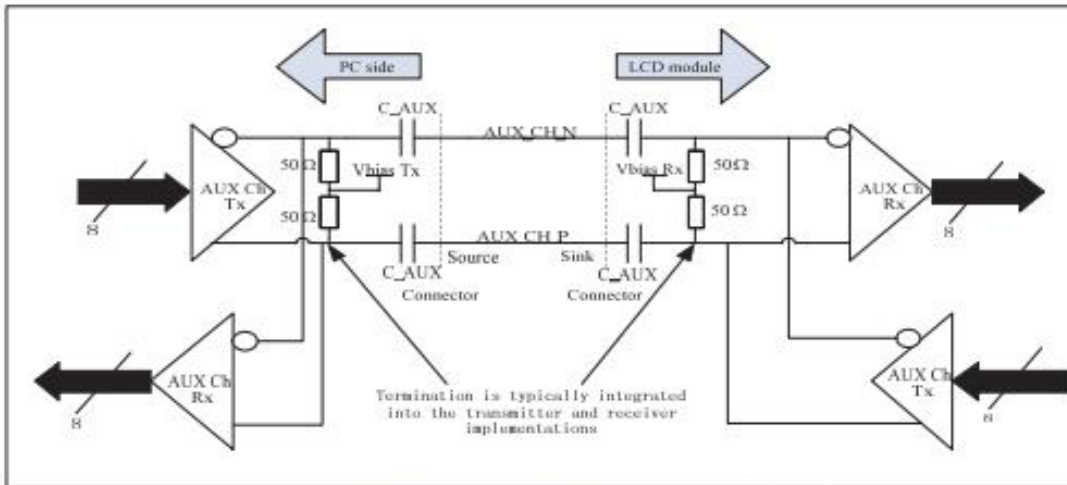 PC side
LCD module
C_AUX
C_AUX
AUX_CH_N
50Ω
Vbias Tx
Vbias Rx
50Ω
AUX Ch
Tx
AUX Ch
Rx
50Ω
50Ω
8
8
AUX CH_P
Source
Sink
C_AUX
C_AUX
Connector
Connector
AUX Ch
Rx
AUX Ch
Tx
8
8
Termination is typically integrated
into the transmitter and receiver
implementations